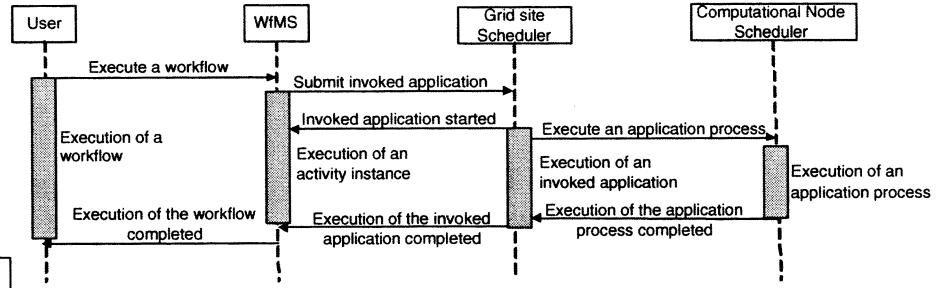 User
WfMS
Grid site
Scheduler
Computational Node
Scheduler
Execute a workflow
Submit invoked application
Invoked application started
Execute an application process
Execution of a
workflow
Execution of an
activity instance
Execution of an
invoked application
Execution of an
application process
Execution of the workflow
completed
Execution of the invoked
application completed
Execution of the application
process completed